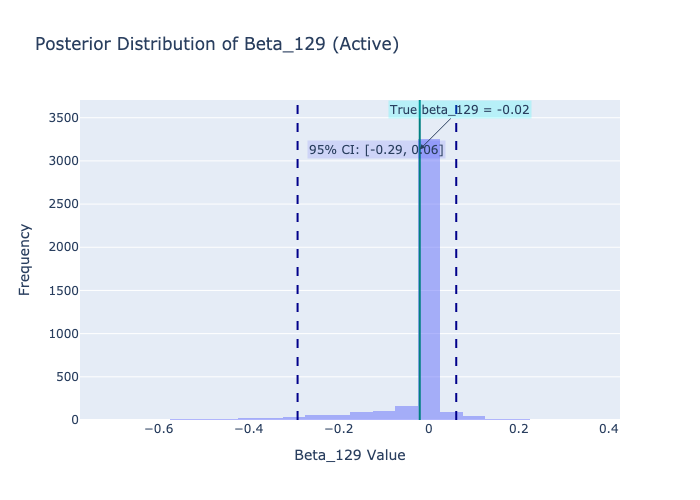 Posterior Distribution of Beta_129 (Active)
True beta_129 = -0.02
95% CI: [-0.29, 0.06]
Frequency
3500
3000
2500
2000
1500
1000
500
0
−0.6
−0.4
−0.2
0
0.2
0.4
Beta_129 Value